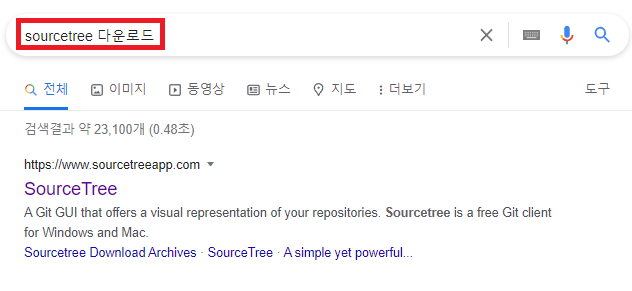 sourcetree 다운로드
전체 이미지 동영상 뉴스 지도 더보기 도구
검색결과 약 23,100개 (0.48초)
https://www.sourcetreeapp.com
SourceTree
A Git GUI that offers a visual representation of your repositories. Sourcetree is a free Git client
for Windows and Mac.
Sourcetree Download Archives · SourceTree · A simple yet powerful...